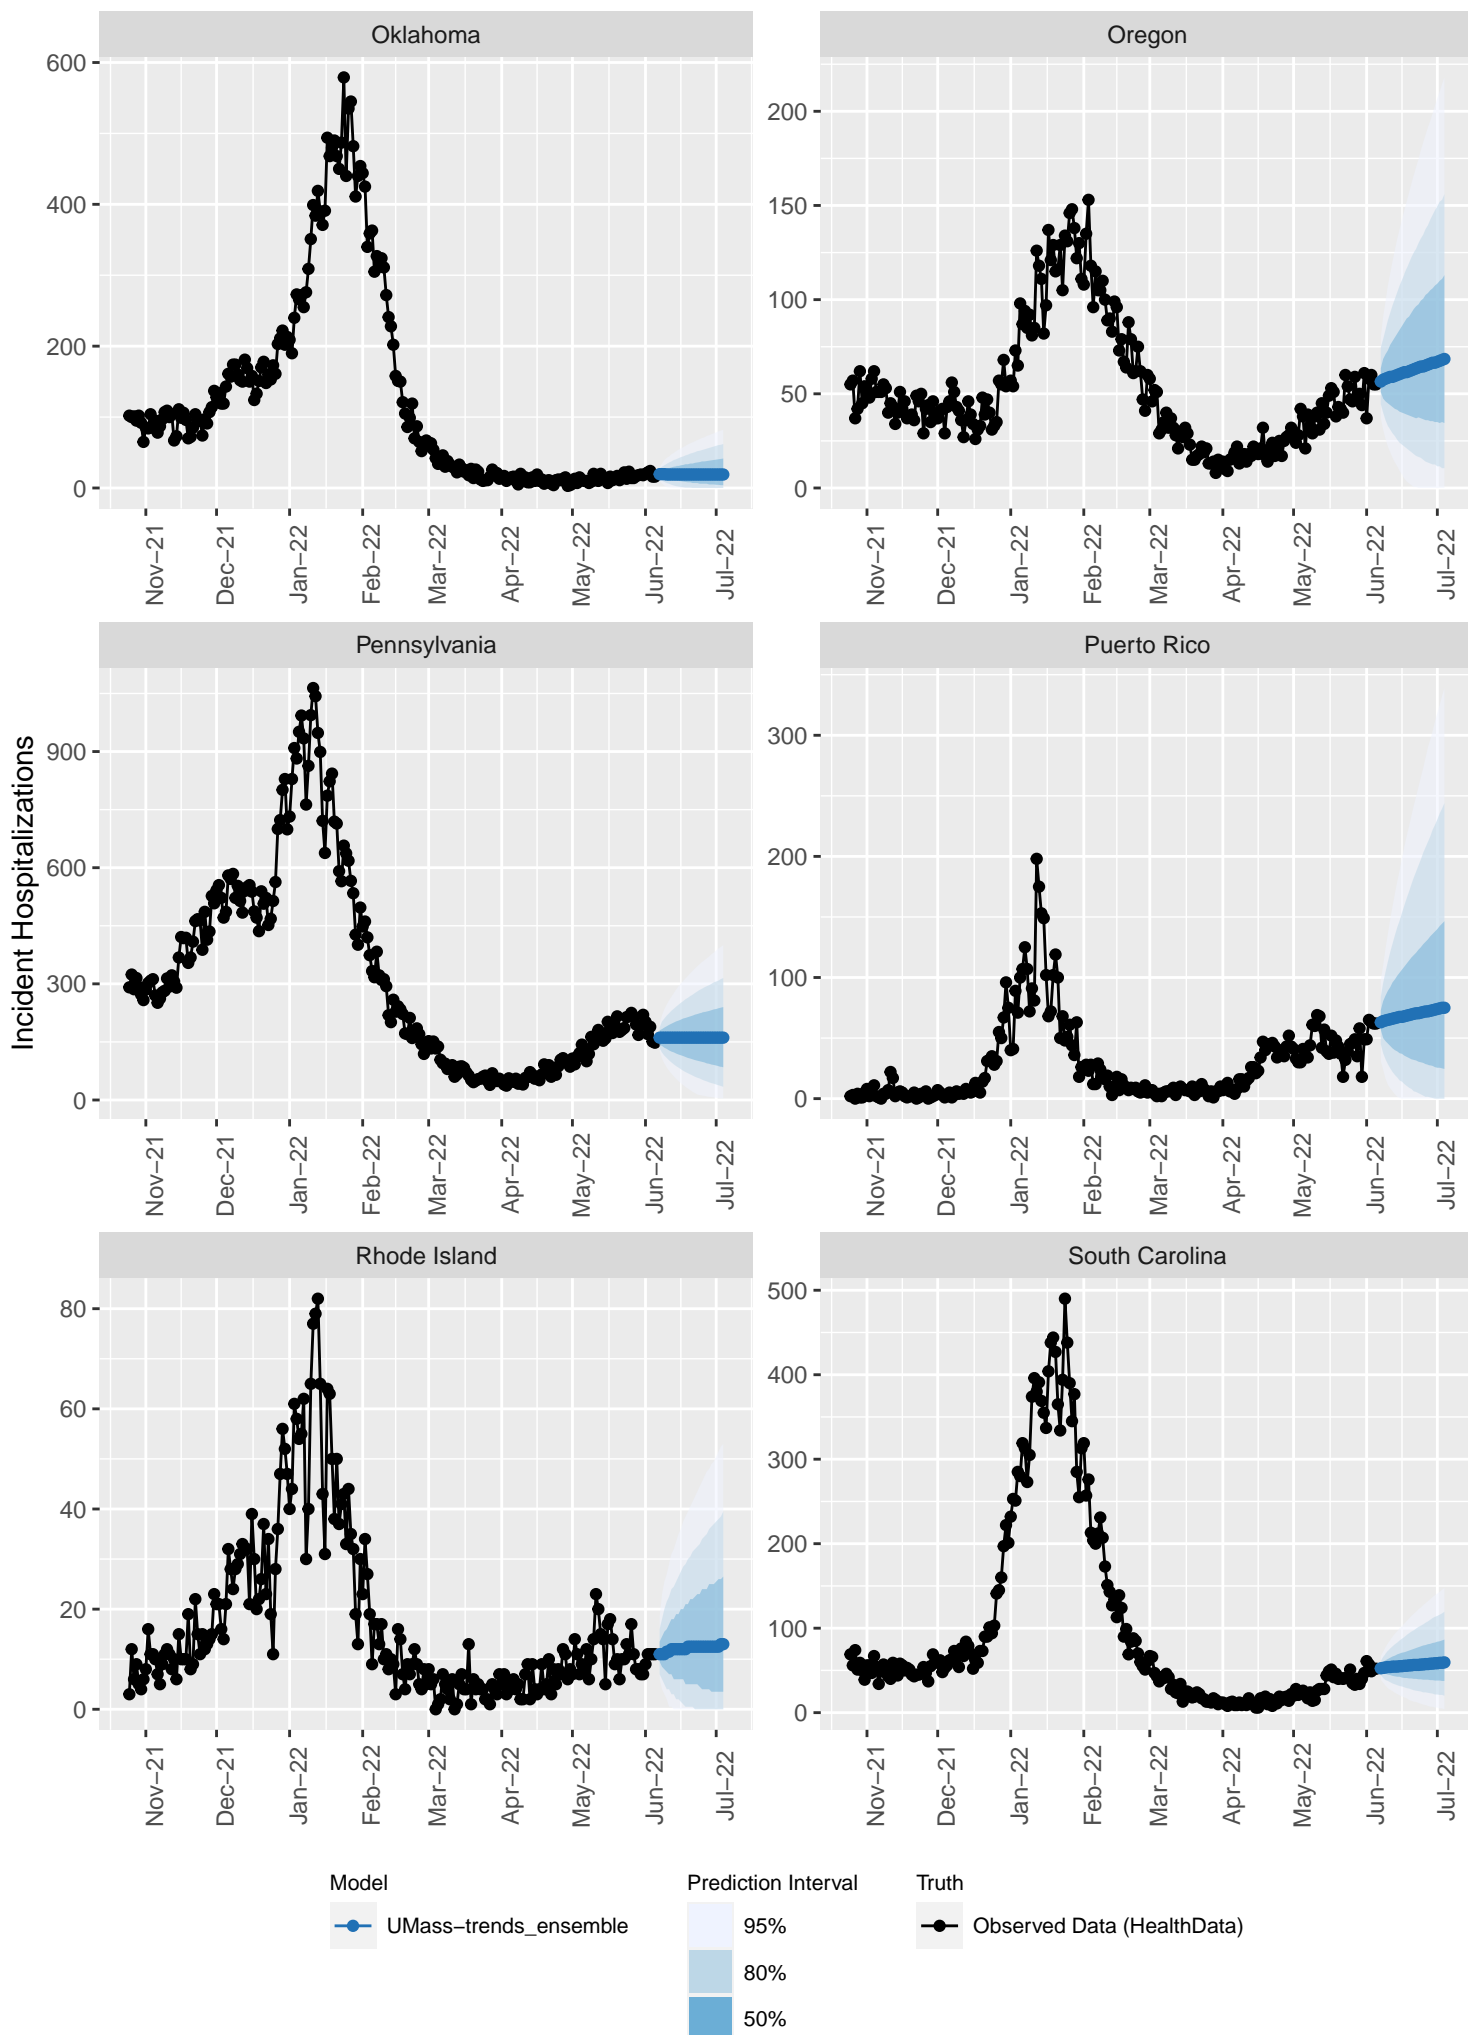 Oklahoma
Oregon
600
400
200
0
Nov−21
Dec−21
Jan−22
Feb−22
Mar−22
Apr−22
May−22
Jun−22
Jul−22
200
150
100
50
0
Nov−21
Dec−21
Jan−22
Feb−22
Mar−22
Apr−22
May−22
Jun−22
Jul−22
Incident Hospitalizations
Pennsylvania
Puerto Rico
900
600
300
0
Nov−21
Dec−21
Jan−22
Feb−22
Mar−22
Apr−22
May−22
Jun−22
Jul−22
300
200
100
0
Nov−21
Dec−21
Jan−22
Feb−22
Mar−22
Apr−22
May−22
Jun−22
Jul−22
Rhode Island
South Carolina
80
60
40
20
0
Nov−21
Dec−21
Jan−22
Feb−22
Mar−22
Apr−22
May−22
Jun−22
Jul−22
500
400
300
200
100
0
Nov−21
Dec−21
Jan−22
Feb−22
Mar−22
Apr−22
May−22
Jun−22
Jul−22
Model
UMass−trends_ensemble
Prediction Interval
95%
80%
50%
Truth
Observed Data (HealthData)